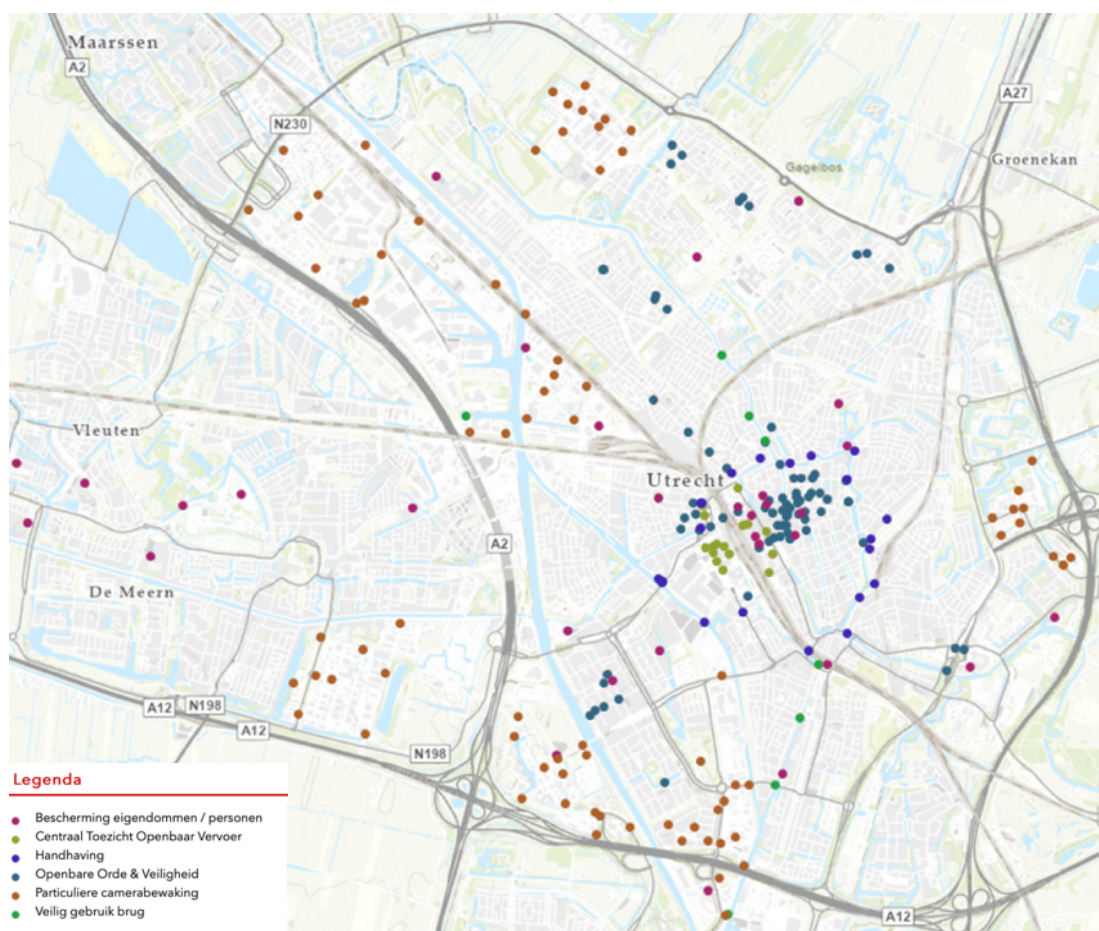 Maarssen
A2
N230
A27
Groenekan
Gagelbos
Vleuten
Utrecht
A2
De Meern
A12
N198
A12
N198
A12
Legenda
Bescherming eigendommen / personen
Centraal Toezicht Openbaar Vervoer
Handhaving
Openbare Orde & Veiligheid
Particuliere camerabewaking
Veilig gebruik brug